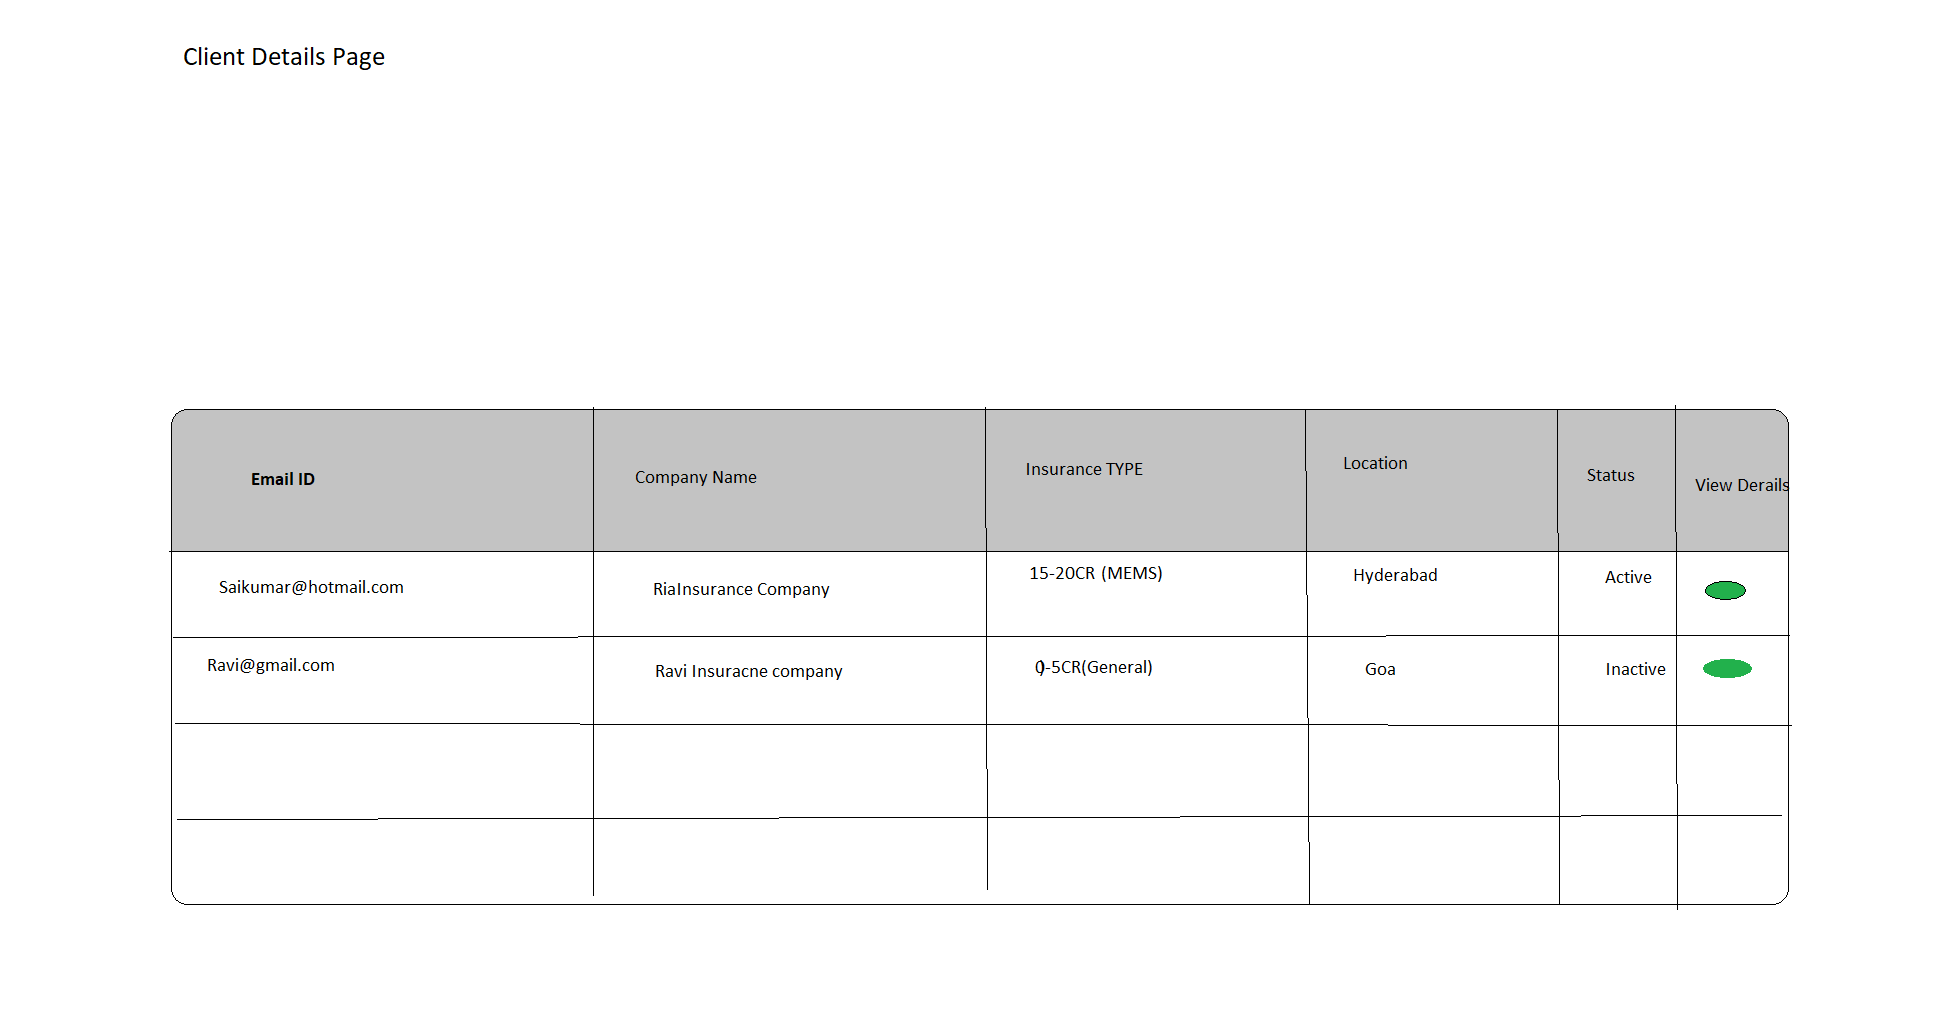 Client Details Page
Email ID Company Name Insurance TYPE Location Status View Derails
Saikumar@hotmail.com RiaInsurance Company 15-20CR (MEMS) Hyderabad Active
Ravi@gmail.com Ravi Insuracne company 0-5CR(General) Goa Inactive